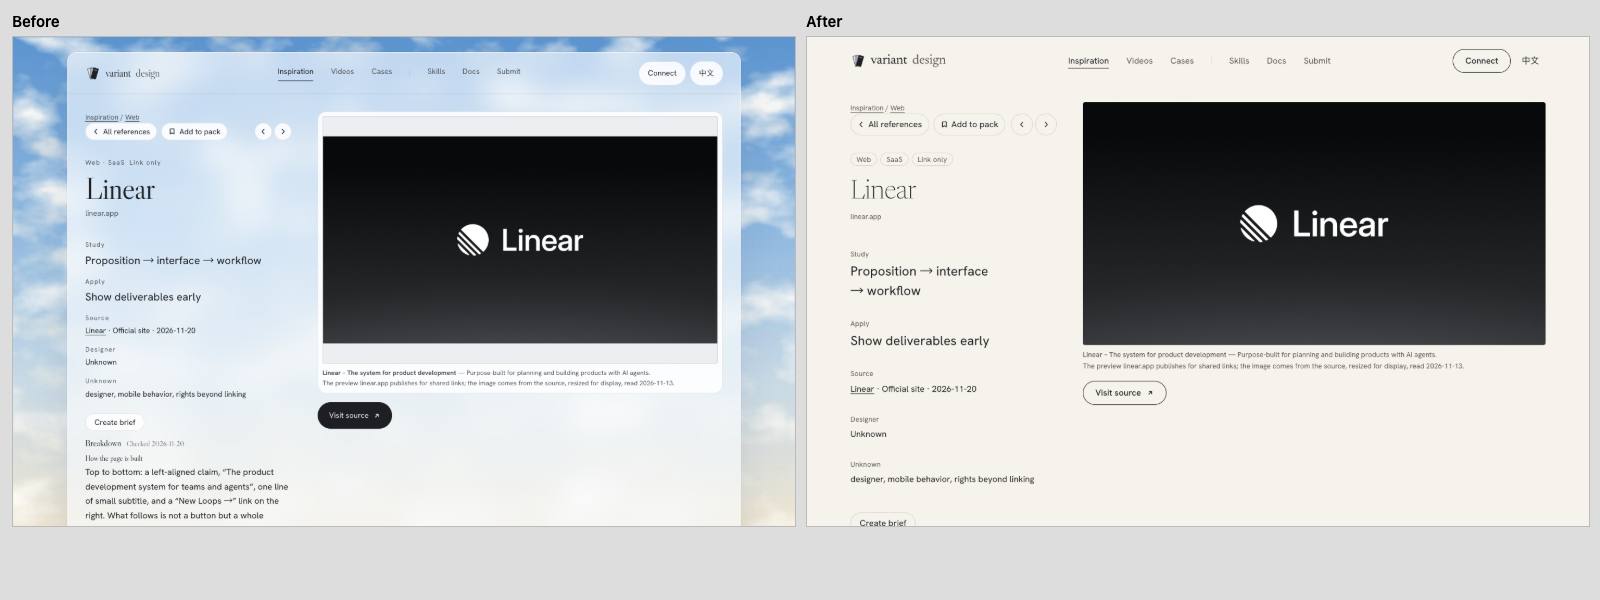 Before
variant design
Inspiration
Videos
Cases
Skills
Docs
Submit
Connect
中文
Inspiration / Web
All references
Add to pack
Web · SaaS Link only
Linear
linear.app
Study
Proposition → interface → workflow
Apply
Show deliverables early
Source
Linear · Official site · 2026-11-20
Designer
Unknown
Unknown
designer, mobile behavior, rights beyond linking
Create brief
Breakdown Checked 2026-11-20
How the page is built
Top to bottom: a left-aligned claim, “The product
development system for teams and agents”, one line
of small subtitle, and a “New Loops →” link on the
right. What follows is not a button but a whole
Linear
Linear – The system for product development — Purpose-built for planning and building products with AI agents.
The preview linear.app publishes for shared links; the image comes from the source, resized for display, read 2026-11-13.
Visit source ↗
After
variant design
Inspiration
Videos
Cases
Skills
Docs
Submit
Connect
中文
Inspiration / Web
All references
Add to pack
Web
SaaS
Link only
Linear
linear.app
Study
Proposition → interface
→ workflow
Apply
Show deliverables early
Source
Linear · Official site · 2026-11-20
Designer
Unknown
Unknown
designer, mobile behavior, rights beyond linking
Create brief
Linear
Linear – The system for product development — Purpose-built for planning and building products with AI agents.
The preview linear.app publishes for shared links; the image comes from the source, resized for display, read 2026-11-13.
Visit source ↗